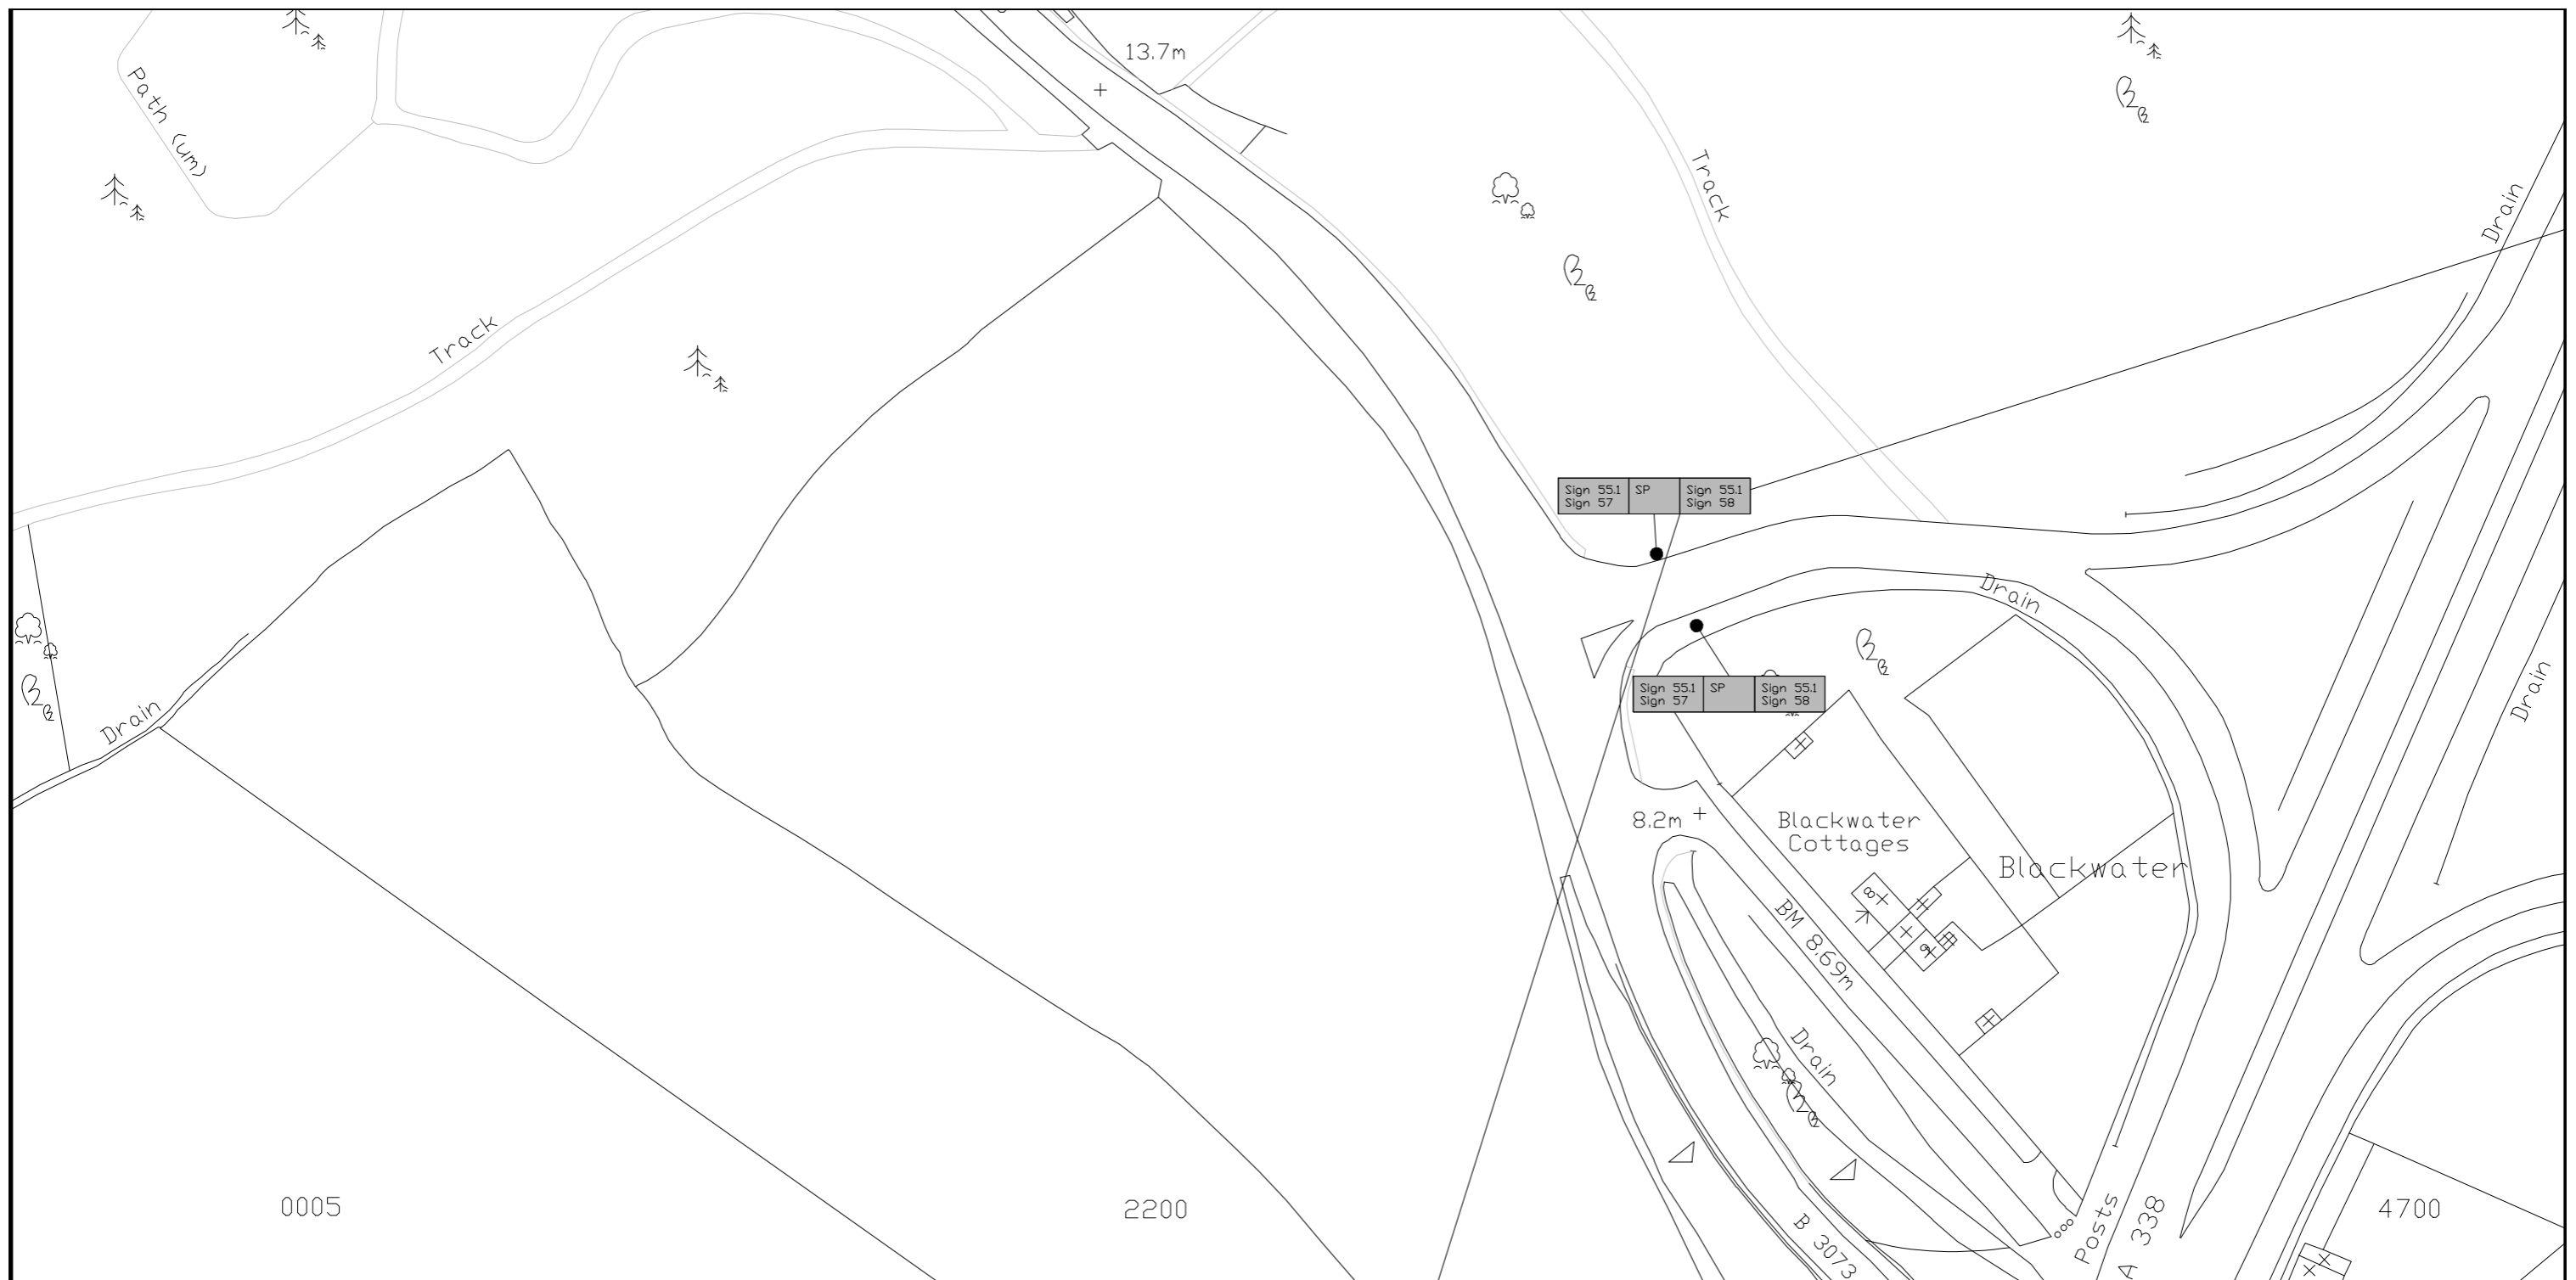 13.7m
Path (um)
Track
Drain
Track
Sign 55.1
Sign 57
SP
Sign 55.1
Sign 58
Drain
Sign 55.1
Sign 57
SP
Sign 55.1
Sign 58
Drain
Drain
8.2m
Blackwater
Cottages
Blackwater
8
9
BM 8.69m
Drain
0005
2200
B 3073
Posts
A 338
4700